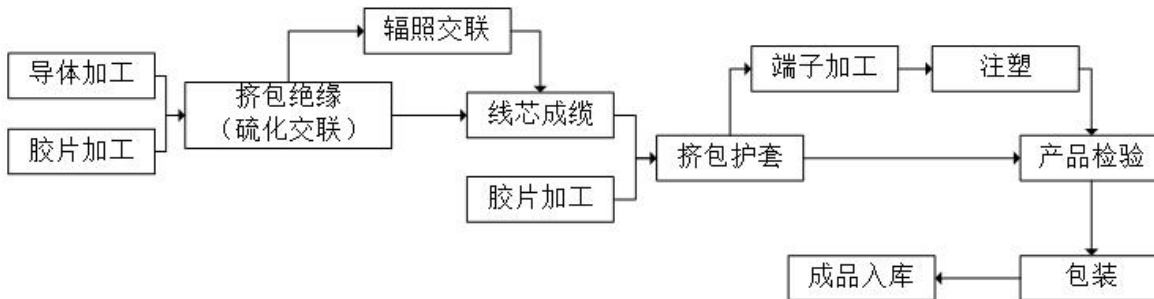 辐照交联
导体加工
端子加工
注塑
挤包绝缘
（硫化交联）
线芯成缆
胶片加工
挤包护套
产品检验
胶片加工
成品入库
包装